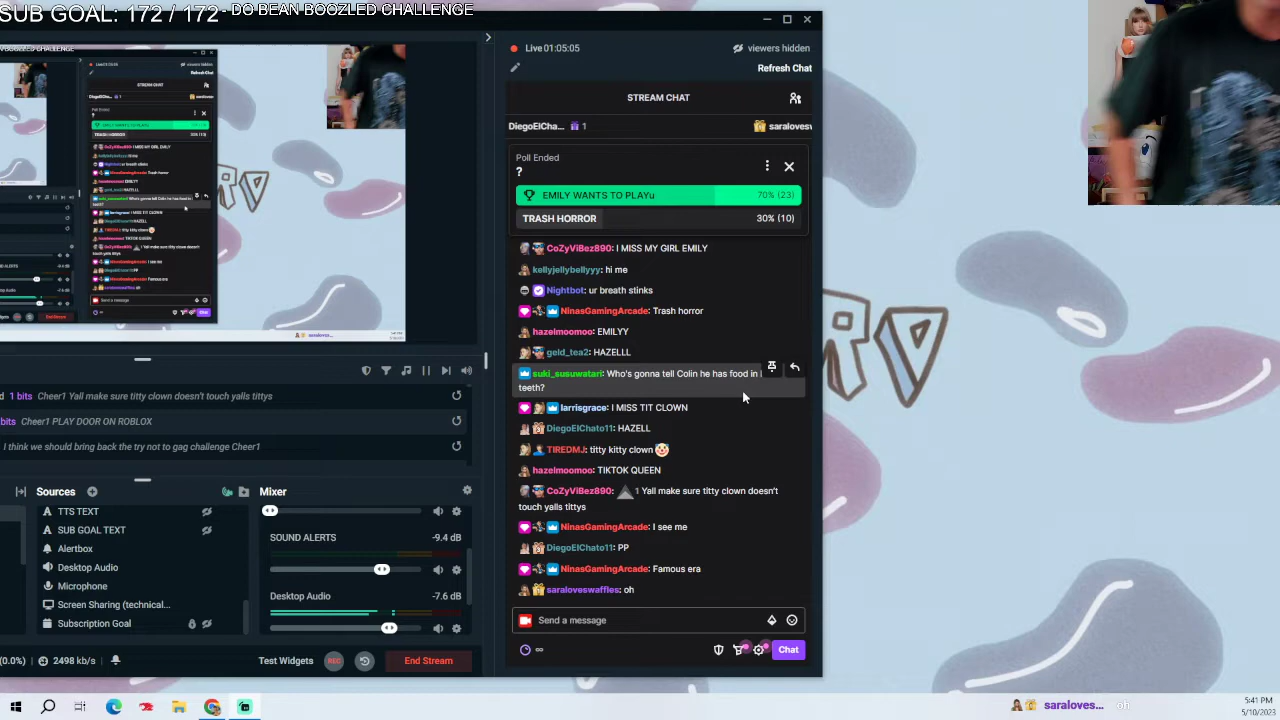 SUB GOAL: 172 / 172 - DO BEAN BOOZLED CHALLENGE
Live 01:05:05
viewers hidden
Refresh Chat
STREAM CHAT
DiegoElCha... 1
saralovesw
Poll Ended
?
EMILY WANTS TO PLAYu 70% (23)
TRASH HORROR 30% (10)
CoZyViBez890: I MISS MY GIRL EMILY
kellyjellybellyyy: hi me
Nightbot: ur breath stinks
NinasGamingArcade: Trash horror
hazelmoomoo: EMILYY
geld_tea2: HAZELLL
suki_susuwatari: Who's gonna tell Colin he has food in
teeth?
larrisgrace: I MISS TIT CLOWN
DiegoElChato11: HAZELL
TIREDMJ: titty kitty clown
hazelmoomoo: TIKTOK QUEEN
CoZyViBez890: 1 Yall make sure titty clown doesn't
touch yalls tittys
NinasGamingArcade: I see me
DiegoElChato11: PP
NinasGamingArcade: Famous era
saraloveswaffles: oh
Send a message
Chat
1 bits Cheer1 Yall make sure titty clown doesn't touch yalls tittys
bits Cheer1 PLAY DOOR ON ROBLOX
I think we should bring back the try not to gag challenge Cheer1
Sources
TTS TEXT
SUB GOAL TEXT
Alertbox
Desktop Audio
Microphone
Screen Sharing (technical...
Subscription Goal
Mixer
SOUND ALERTS -9.4 dB
Desktop Audio -7.6 dB
(0.0%) 2498 kb/s
Test Widgets
REC
End Stream
RD
saraloves... oh
5:41 PM
5/10/2023